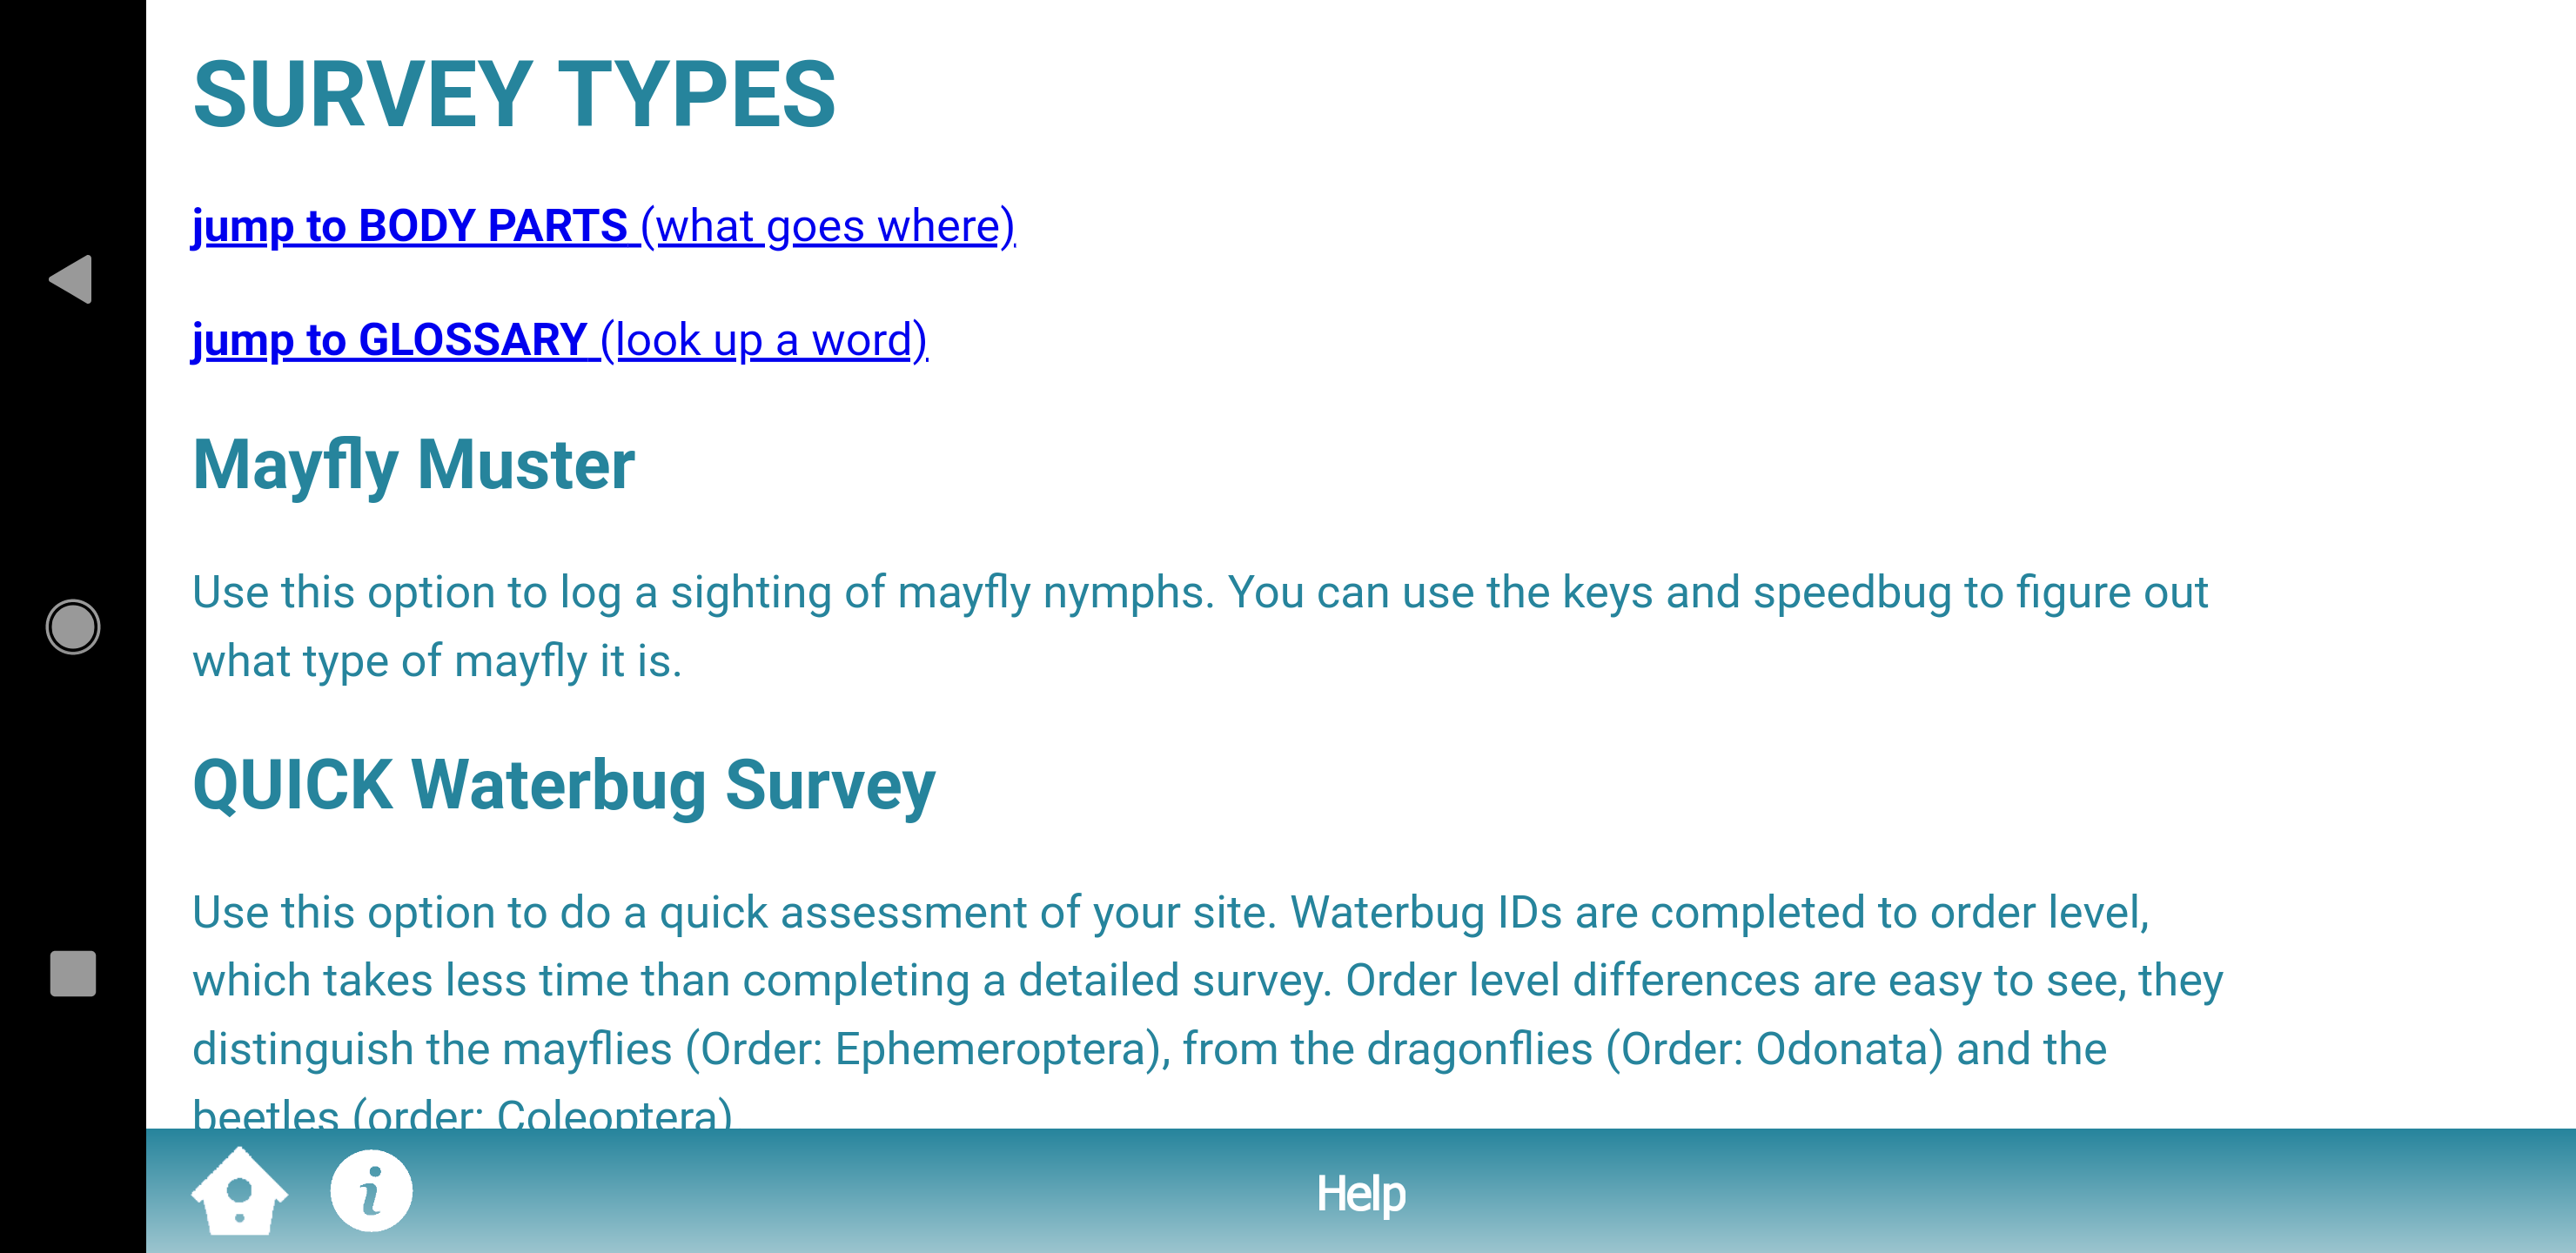 SURVEY TYPES
jump to BODY PARTS (what goes where)
jump to GLOSSARY (look up a word)
Mayfly Muster
Use this option to log a sighting of mayfly nymphs. You can use the keys and speedbug to figure out
what type of mayfly it is.
QUICK Waterbug Survey
Use this option to do a quick assessment of your site. Waterbug IDs are completed to order level,
which takes less time than completing a detailed survey. Order level differences are easy to see, they
distinguish the mayflies (Order: Ephemeroptera), from the dragonflies (Order: Odonata) and the
beetles (order: Coleoptera)
Help